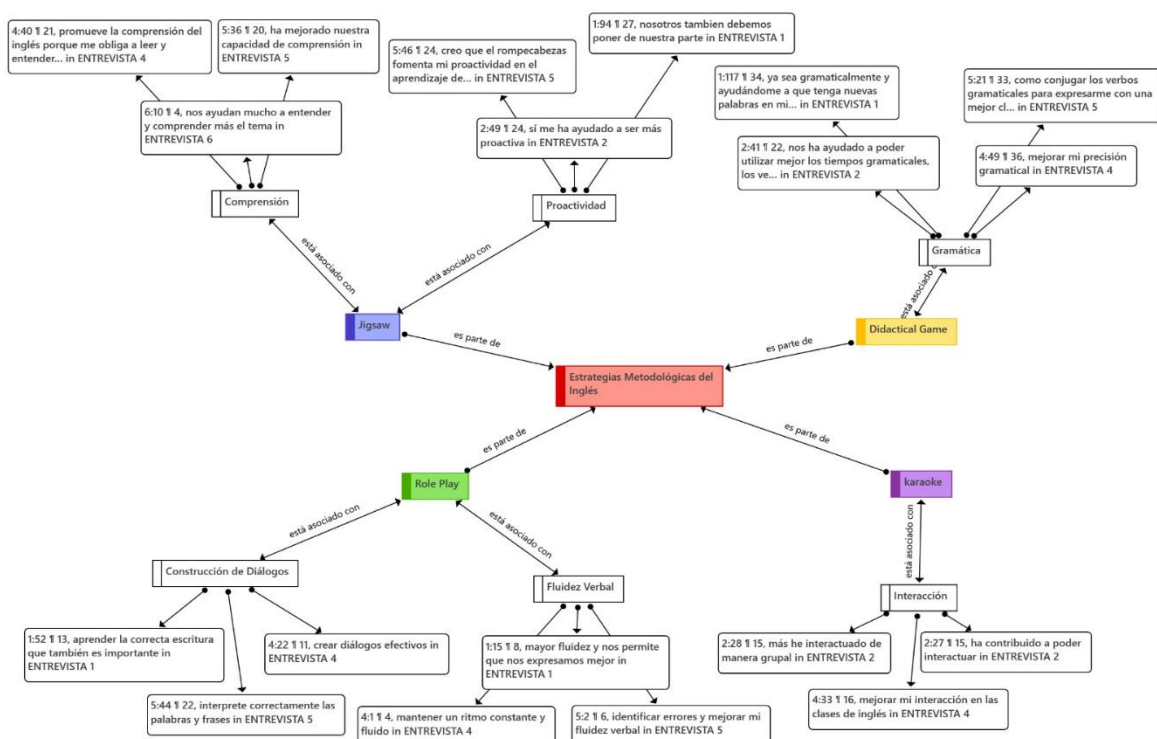 4:40 ¶ 21, promueve la comprensión del
inglés porque me obliga a leer y
entender... in ENTREVISTA 4
5:36 ¶ 20, ha mejorado nuestra
capacidad de comprensión in
ENTREVISTA 5
6:10 ¶ 4, nos ayudan mucho a entender
y comprender más el tema in
ENTREVISTA 6
Comprensión
5:46 ¶ 24, creo que el rompecabezas
fomenta mi proactividad en el
aprendizaje de... in ENTREVISTA 5
1:94 ¶ 27, nosotros tambien debemos
poner de nuestra parte in ENTREVISTA 1
2:49 ¶ 24, sí me ha ayudado a ser más
proactiva in ENTREVISTA 2
Proactividad
1:117 ¶ 34, ya sea gramaticalmente y
ayudándome a que tenga nuevas
palabras en mi... in ENTREVISTA 1
5:21 ¶ 33, como conjugar los verbos
gramaticales para expresarme con una
mejor cl... in ENTREVISTA 5
2:41 ¶ 22, nos ha ayudado a poder
utilizar mejor los tiempos gramaticales,
los ve... in ENTREVISTA 2
4:49 ¶ 36, mejorar mi precisión
gramatical in ENTREVISTA 4
Gramática
está asociado con
está asociado con
está asociado c
Jigsaw
Didactical Game
es parte de
es parte de
Estrategias Metodológicas del
Inglés
es parte de
es parte de
Role Play
karaoke
está asociado con
está asociado con
está asociado con
Construcción de Diálogos
Fluidez Verbal
Interacción
1:52 ¶ 13, aprender la correcta escritura
que también es importante in
ENTREVISTA 1
4:22 ¶ 11, crear diálogos efectivos in
ENTREVISTA 4
5:44 ¶ 22, interprete correctamente las
palabras y frases in ENTREVISTA 5
1:15 ¶ 8, mayor fluidez y nos permite
que nos expresamos mejor in
ENTREVISTA 1
4:1 ¶ 4, mantener un ritmo constante y
fluido in ENTREVISTA 4
5:2 ¶ 6, identificar errores y mejorar mi
fluidez verbal in ENTREVISTA 5
2:28 ¶ 15, más he interactuado de
manera grupal in ENTREVISTA 2
2:27 ¶ 15, ha contribuido a poder
interactuar in ENTREVISTA 2
4:33 ¶ 16, mejorar mi interacción en las
clases de inglés in ENTREVISTA 4